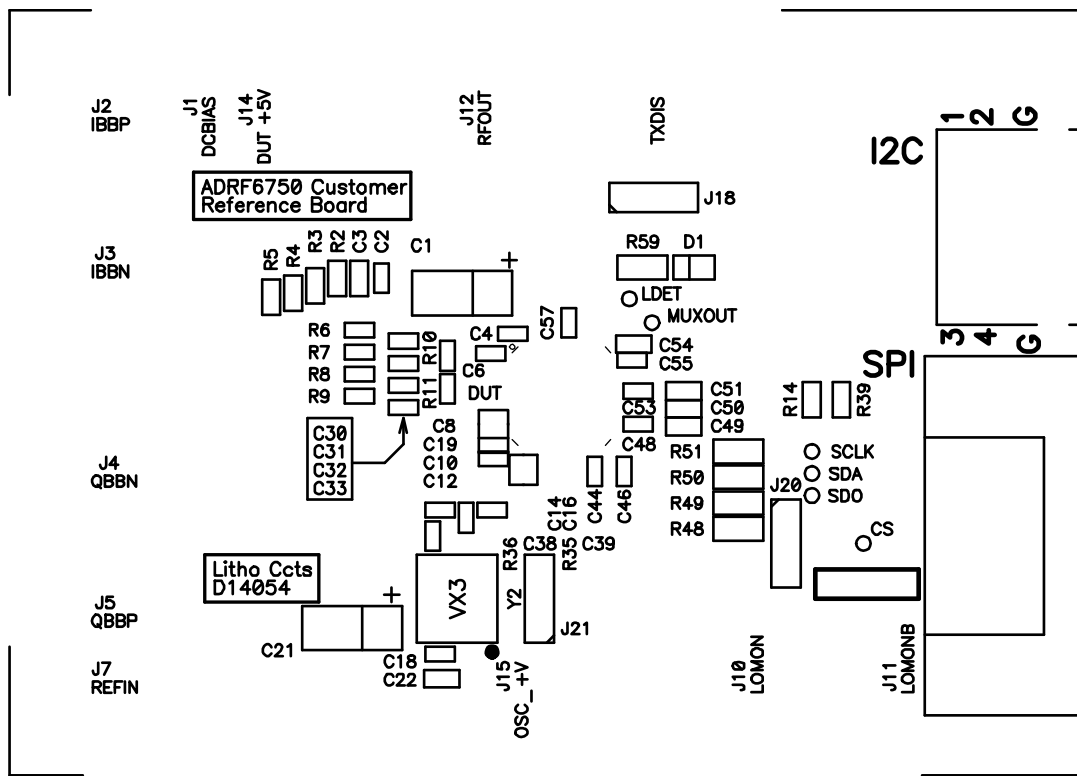 J2
IBBP
J1
DCBIAS
J14
DUT +5V
J12
RFOUT
TXDIS
I2C
1
2
G
ADRF6750 Customer
Reference Board
J18
J3
IBBN
R5
R4
R3
R2
C3
C2
C1
+
R59
D1
LDET
MUXOUT
C57
3
4
G
R6
R7
R8
R9
R10
R11
C4
C6
DUT
C54
C55
SPI
C53
C51
C50
C49
C48
R14
R39
C30
C31
C32
C33
C8
C19
C10
C12
J4
QBBN
R51
R50
R49
R48
SCLK
SDA
SDO
J20
CS
C14
C16
C44
C46
R36
C38
R35
C39
Litho Ccts
D14054
J5
QBBP
+
VX3
Y2
J21
C21
C18
C22
J7
REFIN
J15
OSC_+V
J10
LOMON
J11
LOMONB